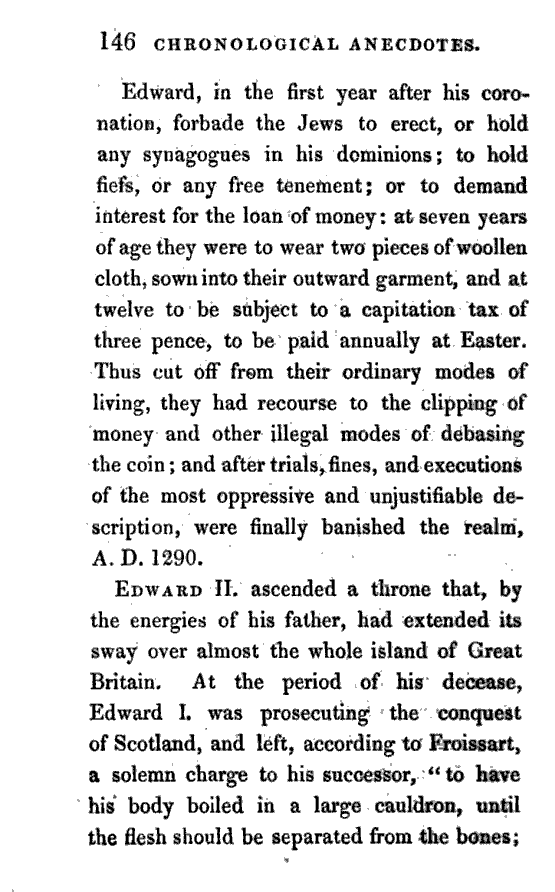 146 CHRONOLOGICAL ANECDOTES.
Edward, in the first year after his coro-
nation, forbade the Jews to erect, or hold
any synagogues in his dominions; to hold
fiefs, or any free tenement; or to demand
interest for the loan of money: at seven years
of age they were to wear two pieces of woollen
cloth, sown into their outward garment, and at
twelve to be subject to a capitation tax of
three pence, to be paid annually at Easter.
Thus cut off from their ordinary modes of
living, they had recourse to the clipping of
money and other illegal modes of debasing
the coin; and after trials, fines, and executions
of the most oppressive and unjustifiable de-
scription, were finally banished the realm,
A. D. 1290.
EDWARD II. ascended a throne that, by
the energies of his father, had extended its
sway over almost the whole island of Great
Britain. At the period of his decease,
Edward I. was prosecuting the conquest
of Scotland, and left, according to Froissart,
a solemn charge to his successor, "to have
his body boiled in a large cauldron, until
the flesh should be separated from the bones;